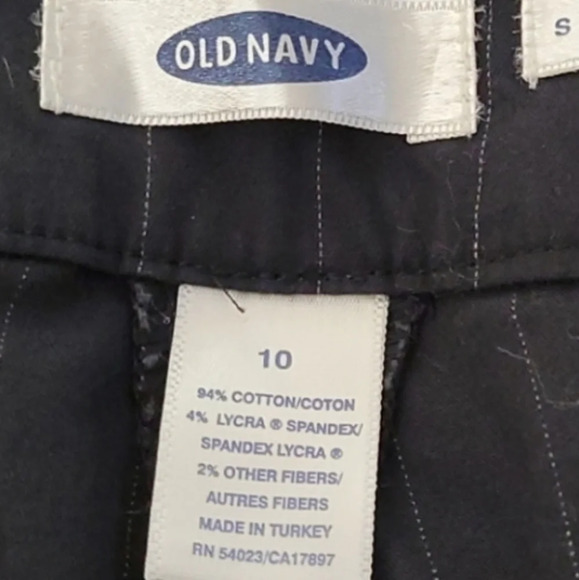 OLD NAVY
S
10
94% COTTON/COTON
4% LYCRA ® SPANDEX/
SPANDEX LYCRA ®
2% OTHER FIBERS/
AUTRES FIBERS
MADE IN TURKEY
RN 54023/CA17897